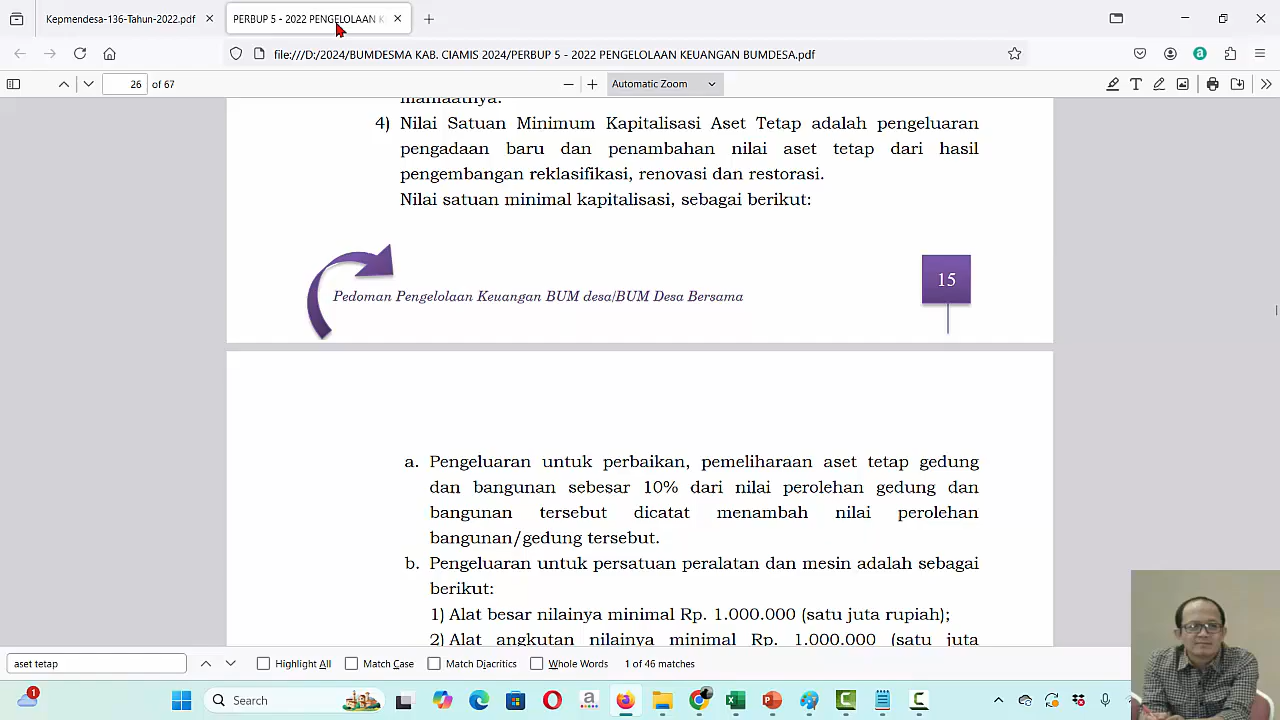 Kepmendesa-136-Tahun-2022.pdf
PERBUP 5 - 2022 PENGELOLAAN K
file:///D:/2024/BUMDESMA KAB. CIAMIS 2024/PERBUP 5 - 2022 PENGELOLAAN KEUANGAN BUMDESA.pdf
26 of 67
Automatic Zoom
manfaatnya.
4) Nilai Satuan Minimum Kapitalisasi Aset Tetap adalah pengeluaran
pengadaan baru dan penambahan nilai aset tetap dari hasil
pengembangan reklasifikasi, renovasi dan restorasi.
Nilai satuan minimal kapitalisasi, sebagai berikut:
Pedoman Pengelolaan Keuangan BUM desa/BUM Desa Bersama
15
a. Pengeluaran untuk perbaikan, pemeliharaan aset tetap gedung
dan bangunan sebesar 10% dari nilai perolehan gedung dan
bangunan tersebut dicatat menambah nilai perolehan
bangunan/gedung tersebut.
b. Pengeluaran untuk persatuan peralatan dan mesin adalah sebagai
berikut:
1) Alat besar nilainya minimal Rp. 1.000.000 (satu juta rupiah);
2) Alat angkutan nilainya minimal Rp. 1.000.000 (satu juta
aset tetap
Highlight All
Match Case
Match Diacritics
Whole Words
1 of 46 matches
1
Search